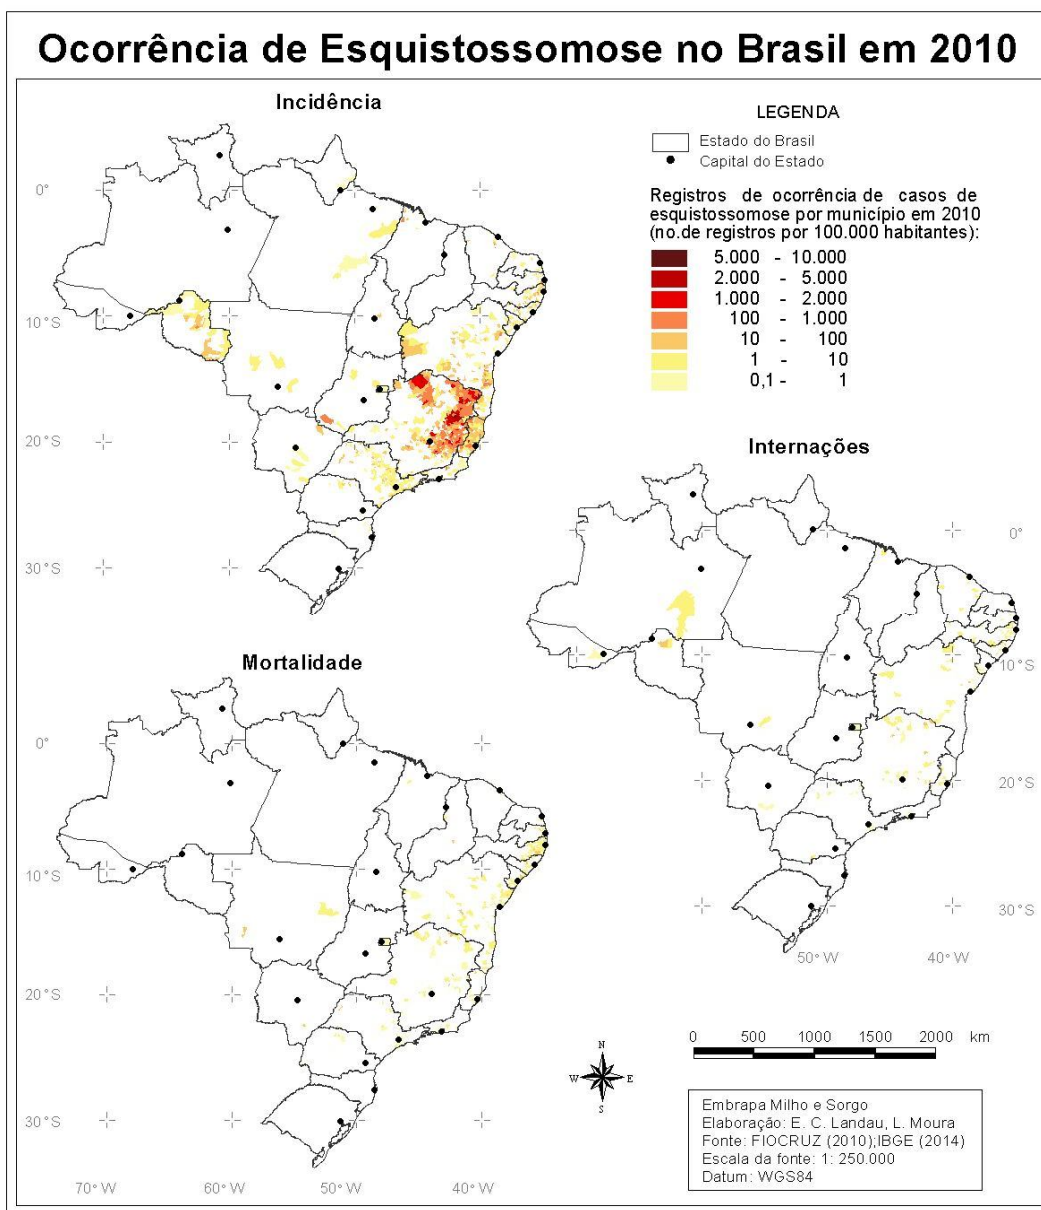 Ocorrência de Esquistossomose no Brasil em 2010
Incidência
LEGENDA
Estado do Brasil
Capital do Estado
Registros de ocorrência de casos de
esquistossomose por município em 2010
(no.de registros por 100.000 habitantes):
5.000 - 10.000
2.000 - 5.000
1.000 - 2.000
100 - 1.000
10 - 100
1 - 10
0,1 - 1
0°
10°S
20°S
30°S
Internações
0°
10°S
20°S
30°S
50°W 40°W
Mortalidade
0°
10°S
20°S
30°S
70°W 60°W 50°W 40°W
N
W E
S
0 500 1000 1500 2000 km
Embrapa Milho e Sorgo
Elaboração: E. C. Landau, L. Moura
Fonte: FIOCRUZ (2010);IBGE (2014)
Escala da fonte: 1: 250.000
Datum: WGS84